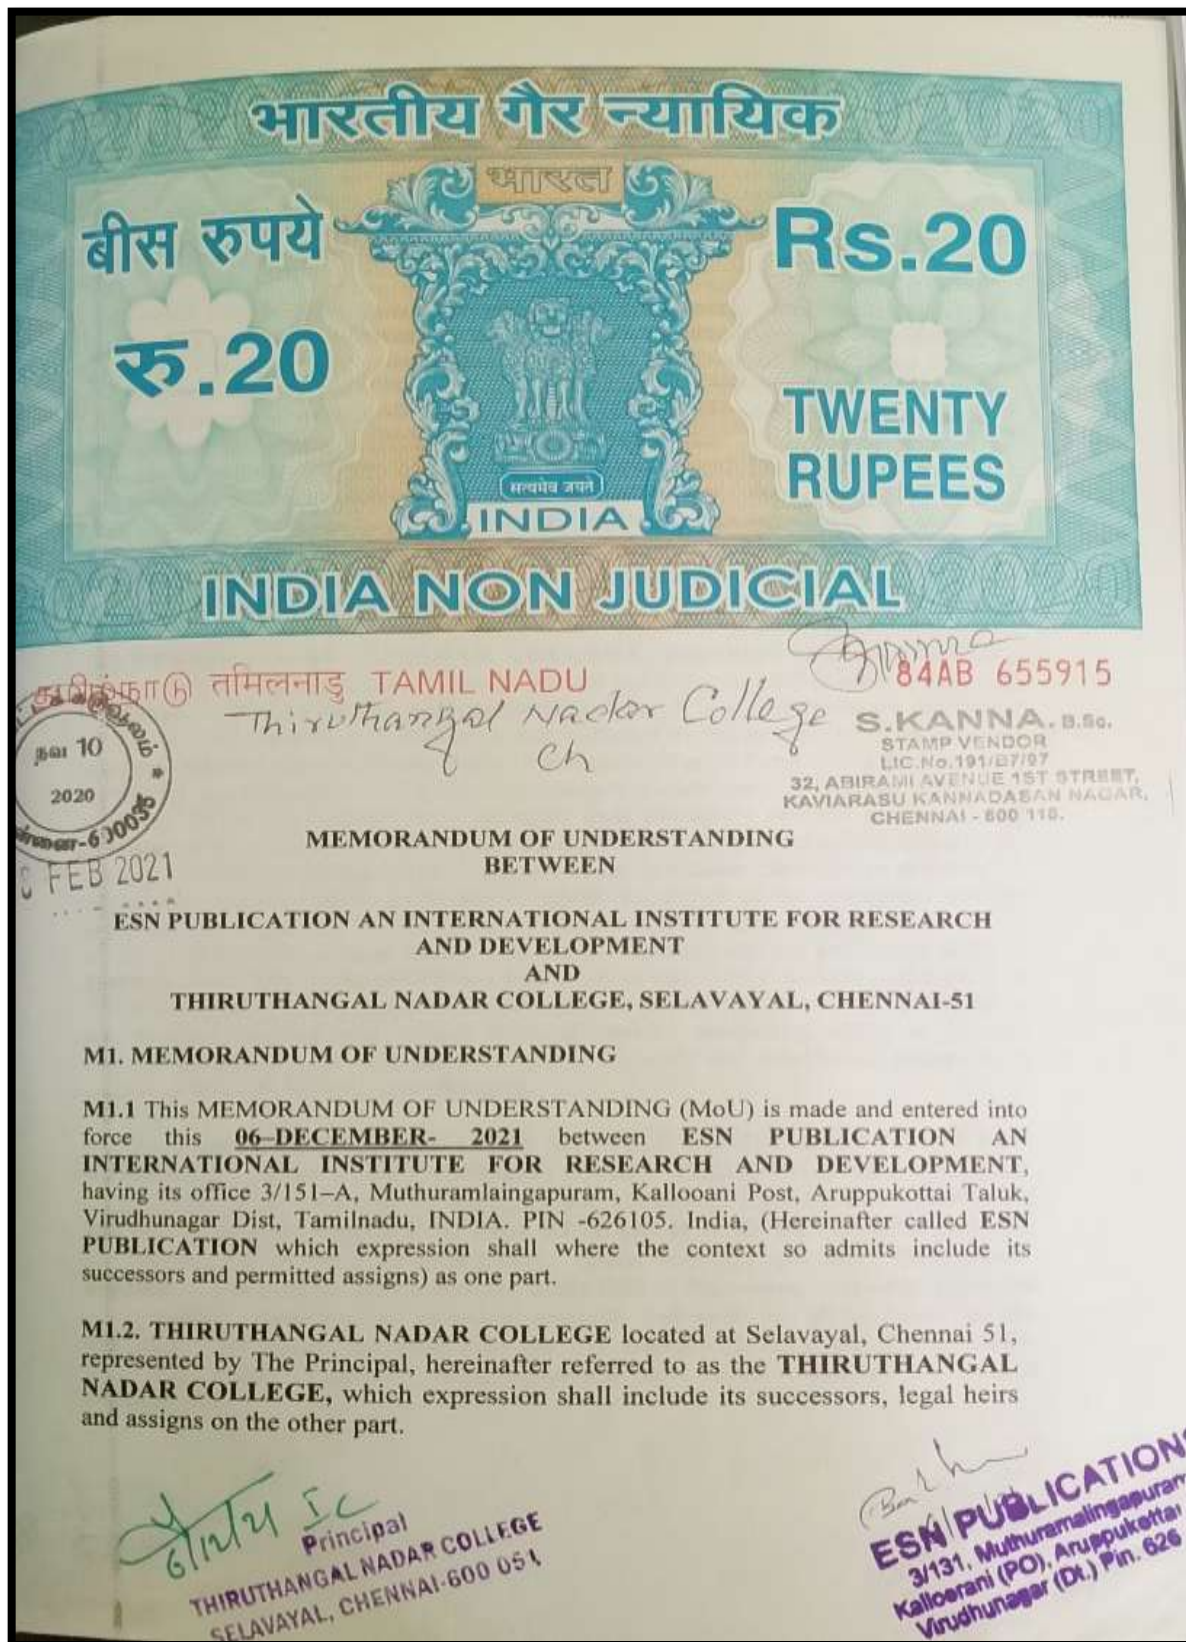 भारतीय गैर न्यायिक
भारत
बीस रुपये
Rs.20
रु.20
TWENTY
RUPEES
सत्यमेव जयते
INDIA
INDIA NON JUDICIAL
தமிழ்நாடு तमिलनाडु TAMIL NADU
84AB 655915
Thiruthangal Nadar College
Ch
S.KANNA. B.Sc.
STAMP VENDOR
LIC.No.191/B7/97
32, ABIRAMI AVENUE 1ST STREET,
KAVIARASU KANNADASAN NAGAR,
CHENNAI - 600 118.
நவ 10
2020
600035
FEB 2021
MEMORANDUM OF UNDERSTANDING
BETWEEN
ESN PUBLICATION AN INTERNATIONAL INSTITUTE FOR RESEARCH
AND DEVELOPMENT
AND
THIRUTHANGAL NADAR COLLEGE, SELAVAYAL, CHENNAI-51
M1. MEMORANDUM OF UNDERSTANDING
M1.1 This MEMORANDUM OF UNDERSTANDING (MoU) is made and entered into
force this 06–DECEMBER- 2021 between ESN PUBLICATION AN
INTERNATIONAL INSTITUTE FOR RESEARCH AND DEVELOPMENT,
having its office 3/151–A, Muthuramlaingapuram, Kallooani Post, Aruppukottai Taluk,
Virudhunagar Dist, Tamilnadu, INDIA. PIN -626105. India, (Hereinafter called ESN
PUBLICATION which expression shall where the context so admits include its
successors and permitted assigns) as one part.
M1.2. THIRUTHANGAL NADAR COLLEGE located at Selavayal, Chennai 51,
represented by The Principal, hereinafter referred to as the THIRUTHANGAL
NADAR COLLEGE, which expression shall include its successors, legal heirs
and assigns on the other part.
6/12/21 IC
Principal
THIRUTHANGAL NADAR COLLEGE
SELAVAYAL, CHENNAI-600 051
ESN PUBLICATION
3/131, Muthuramalingapuram
Kalloorani (PO), Aruppukottai
Virudhunagar (Dt.) Pin. 626